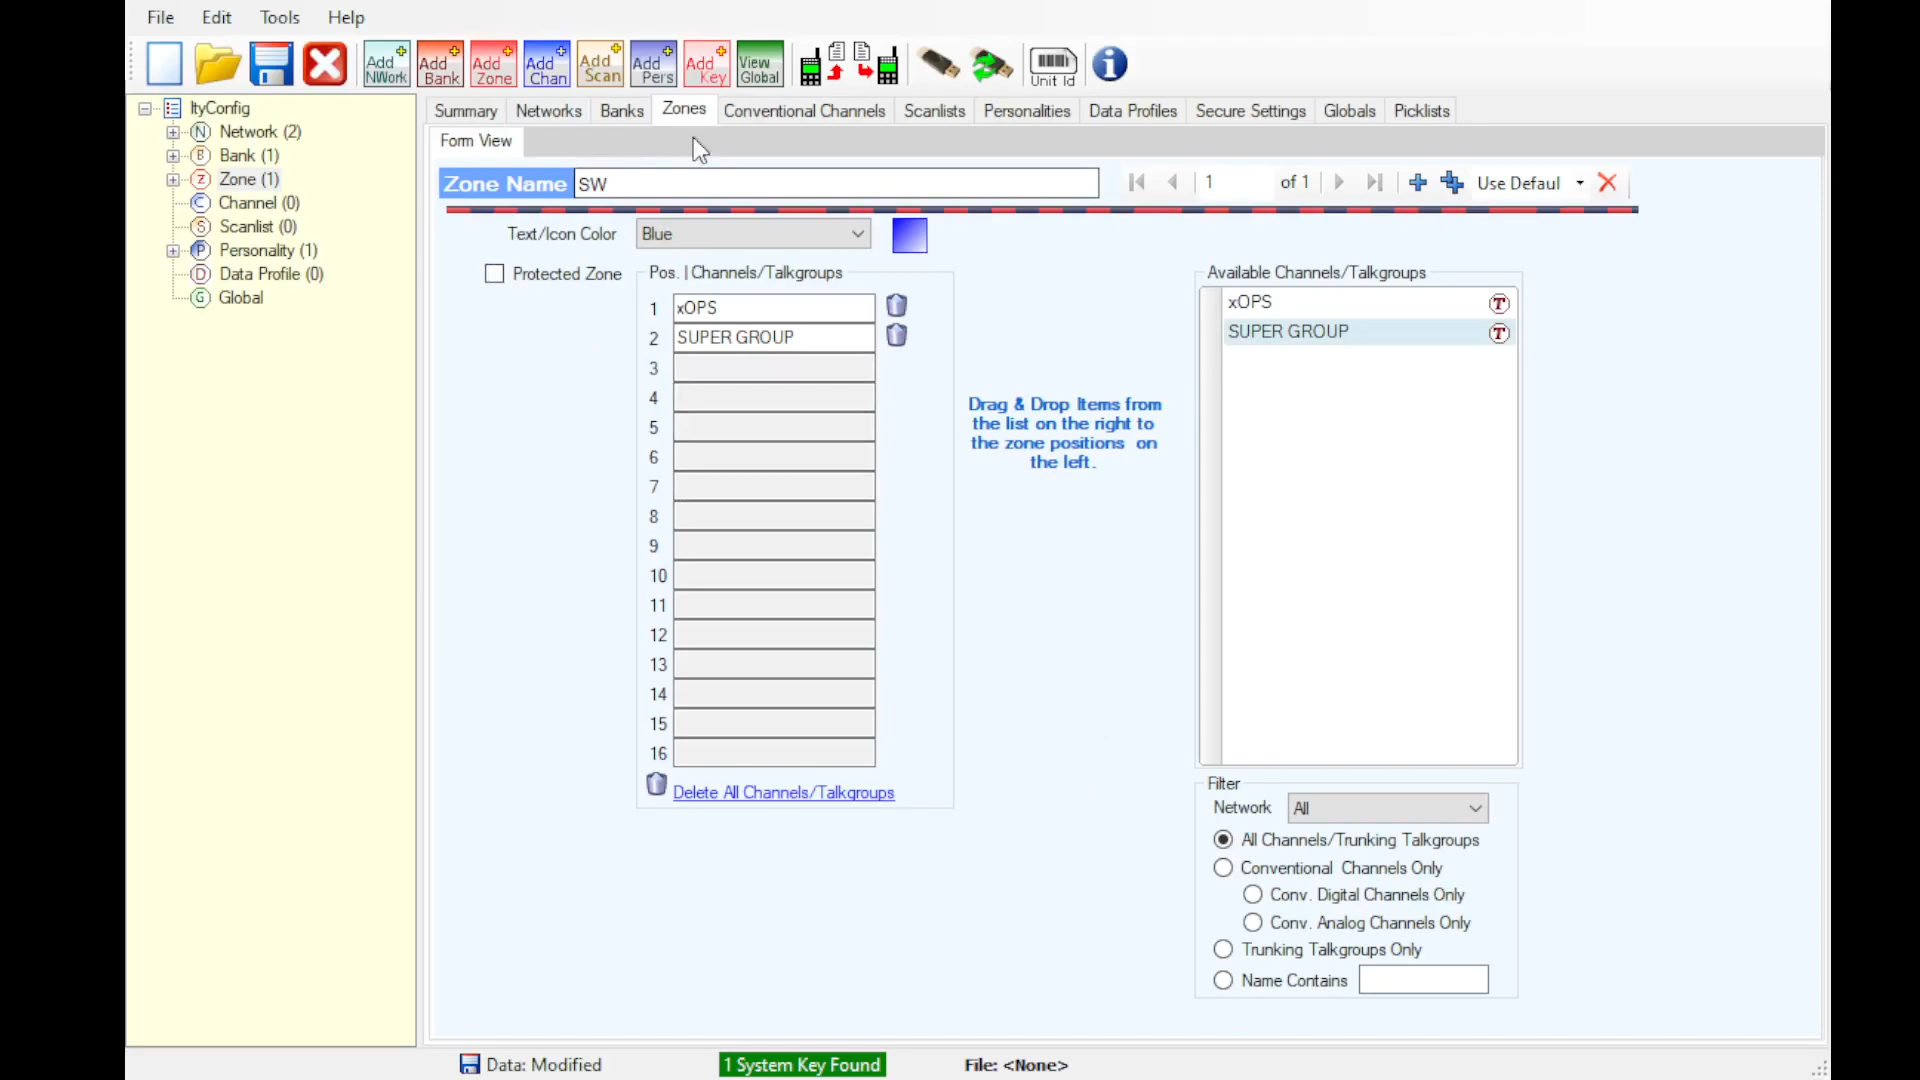 File Edit Tools Help
Add NWork Add Bank Add Zone Add Chan Add Scan Add Pers Add Key View Global Unit Id
ltyConfig
Network (2)
Bank (1)
Zone (1)
Channel (0)
Scanlist (0)
Personality (1)
Data Profile (0)
Global
Summary Networks Banks Zones Conventional Channels Scanlists Personalities Data Profiles Secure Settings Globals Picklists
Form View
Zone Name SW 1 of 1 Use Defaul
Text/Icon Color Blue
Protected Zone
Pos. | Channels/Talkgroups
1 xOPS
2 SUPER GROUP
3
4
5
6
7
8
9
10
11
12
13
14
15
16
Delete All Channels/Talkgroups
Drag & Drop Items from
the list on the right to
the zone positions on
the left.
Available Channels/Talkgroups
xOPS T
SUPER GROUP T
Filter
Network All
All Channels/Trunking Talkgroups
Conventional Channels Only
Conv. Digital Channels Only
Conv. Analog Channels Only
Trunking Talkgroups Only
Name Contains
Data: Modified 1 System Key Found File: <None>